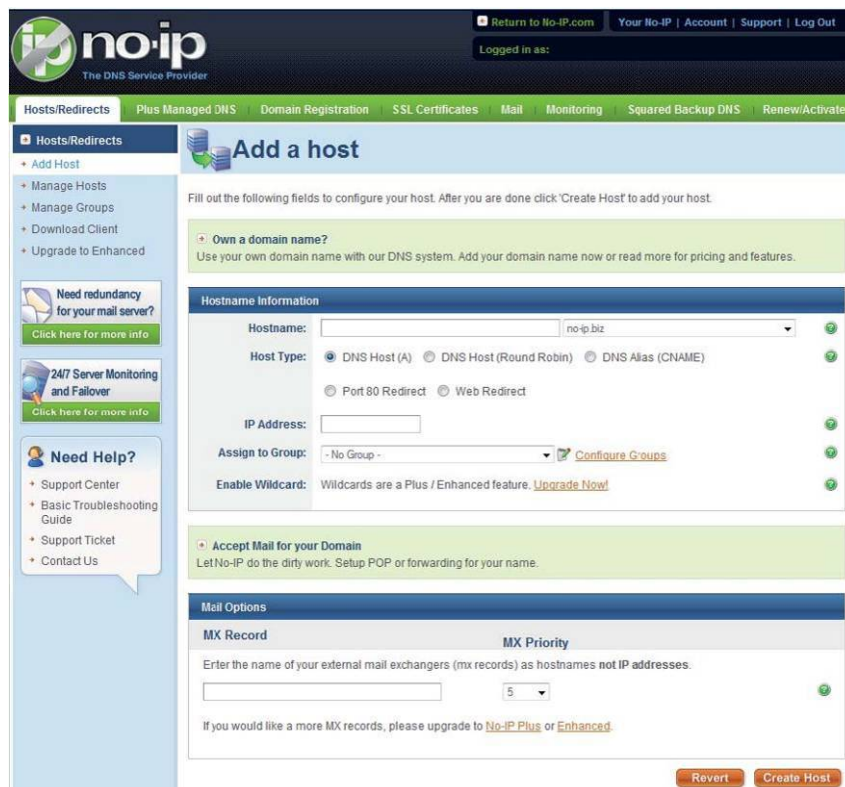 no-ip
The DNS Service Provider
Return to No-IP.com
Your No-IP | Account | Support | Log Out
Logged in as:
Hosts/Redirects
Plus Managed DNS
Domain Registration
SSL Certificates
Mail
Monitoring
Squared Backup DNS
Renew/Activate
Hosts/Redirects
Add Host
Manage Hosts
Manage Groups
Download Client
Upgrade to Enhanced
Need redundancy
for your mail server?
Click here for more info
24/7 Server Monitoring
and Failover
Click here for more info
Need Help?
Support Center
Basic Troubleshooting
Guide
Support Ticket
Contact Us
Add a host
Fill out the following fields to configure your host. After you are done click 'Create Host' to add your host.
Own a domain name?
Use your own domain name with our DNS system. Add your domain name now or read more for pricing and features.
Hostname Information
Hostname: no-ip.biz
Host Type: DNS Host (A) DNS Host (Round Robin) DNS Alias (CNAME)
Port 80 Redirect Web Redirect
IP Address:
Assign to Group: - No Group - Configure Groups
Enable Wildcard: Wildcards are a Plus / Enhanced feature. Upgrade Now!
Accept Mail for your Domain
Let No-IP do the dirty work. Setup POP or forwarding for your name.
Mail Options
MX Record MX Priority
Enter the name of your external mail exchangers (mx records) as hostnames not IP addresses.
5
If you would like a more MX records, please upgrade to No-IP Plus or Enhanced.
Revert Create Host